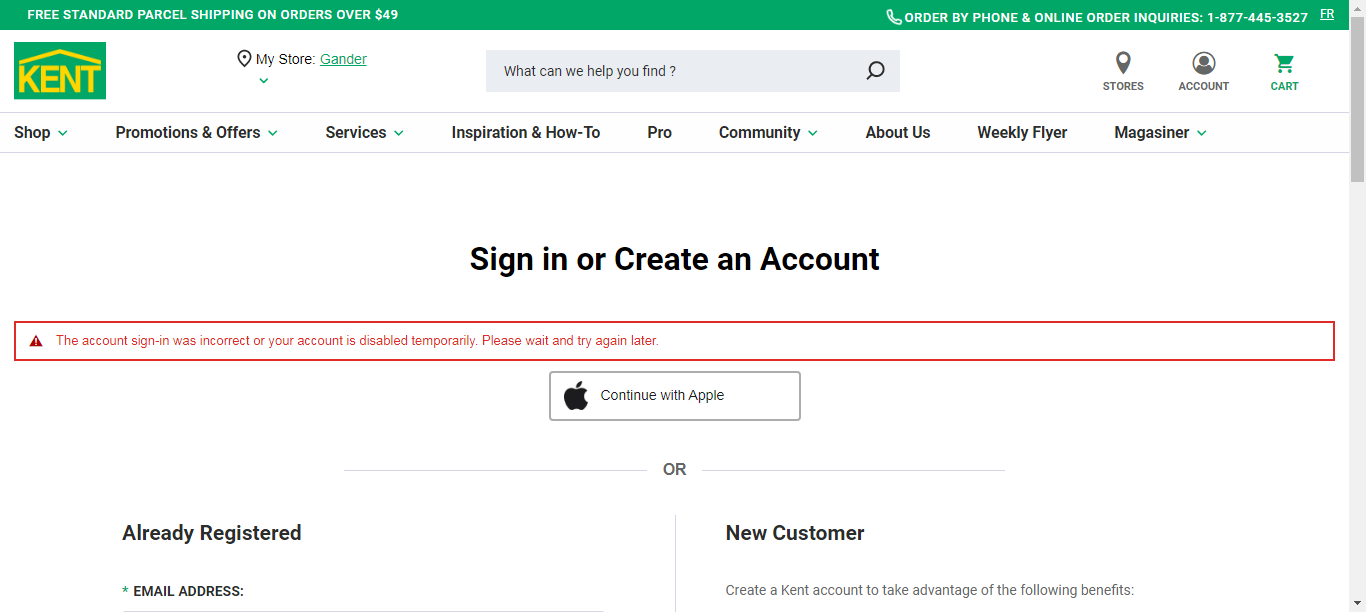 FREE STANDARD PARCEL SHIPPING ON ORDERS OVER $49
ORDER BY PHONE & ONLINE ORDER INQUIRIES: 1-877-445-3527 FR
KENT
My Store: Gander
What can we help you find ?
STORES
ACCOUNT
CART
Shop Promotions & Offers Services Inspiration & How-To Pro Community About Us Weekly Flyer Magasiner
Sign in or Create an Account
The account sign-in was incorrect or your account is disabled temporarily. Please wait and try again later.
Continue with Apple
OR
Already Registered
* EMAIL ADDRESS:
New Customer
Create a Kent account to take advantage of the following benefits: